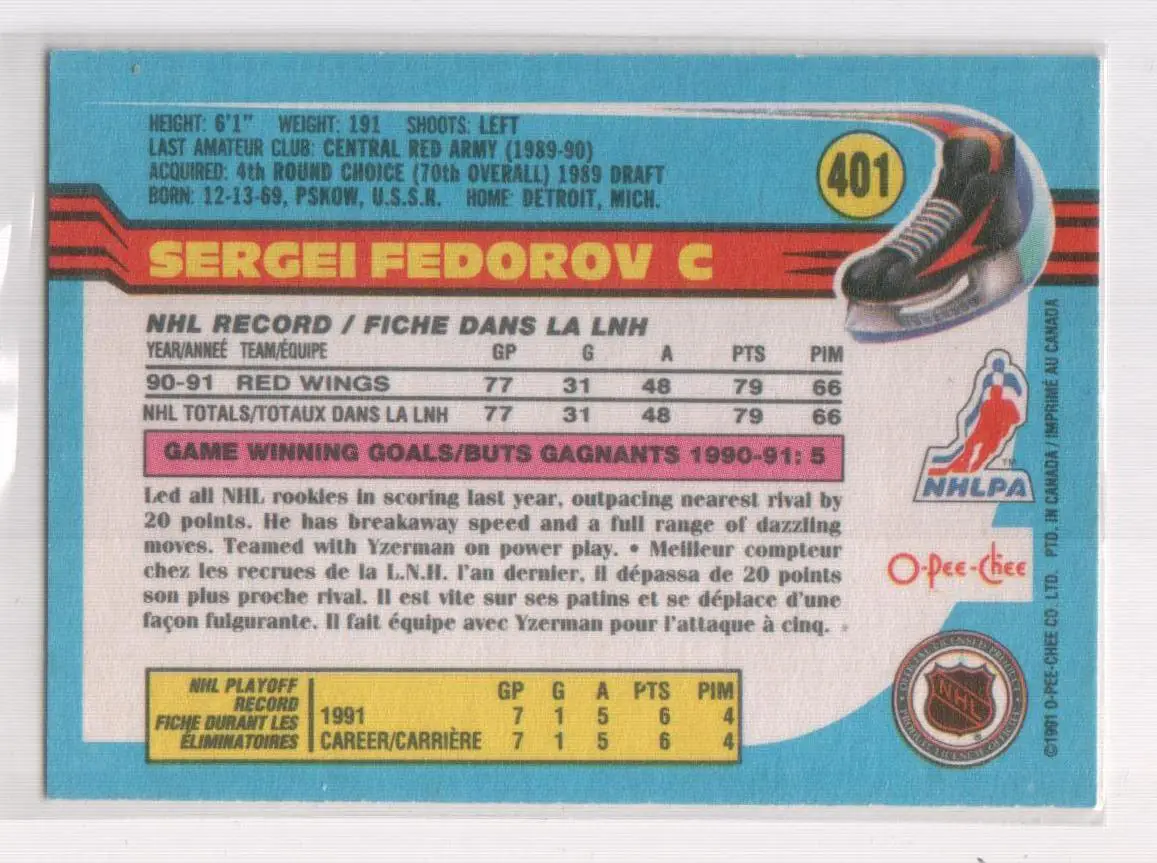 HEIGHT: 6'1" WEIGHT: 191 SHOOTS: LEFT
LAST AMATEUR CLUB: CENTRAL RED ARMY (1989-90)
ACQUIRED: 4th ROUND CHOICE (70th OVERALL) 1989 DRAFT
BORN: 12-13-69, PSKOW, U.S.S.R. HOME: DETROIT, MICH.
401
SERGEI FEDOROV C
NHL RECORD / FICHE DANS LA LNH
YEAR/ANNEÉ TEAM/ÉQUIPE GP G A PTS PIM
90-91 RED WINGS 77 31 48 79 66
NHL TOTALS/TOTAUX DANS LA LNH 77 31 48 79 66
GAME WINNING GOALS/BUTS GAGNANTS 1990-91: 5
Led all NHL rookies in scoring last year, outpacing nearest rival by
20 points. He has breakaway speed and a full range of dazzling
moves. Teamed with Yzerman on power play. • Meilleur compteur
chez les recrues de la L.N.H. l'an dernier, il dépassa de 20 points
son plus proche rival. Il est vite sur ses patins et se déplace d'une
façon fulgurante. Il fait équipe avec Yzerman pour l'attaque à cinq.
NHL PLAYOFF
RECORD
FICHE DURANT LES
ÉLIMINATOIRES
GP G A PTS PIM
1991 7 1 5 6 4
CAREER/CARRIÈRE 7 1 5 6 4
TM
NHLPA
O-Pee-Chee
NHL
©1991 O-PEE-CHEE CO. LTD. PTD. IN CANADA / IMPRIMÉ AU CANADA